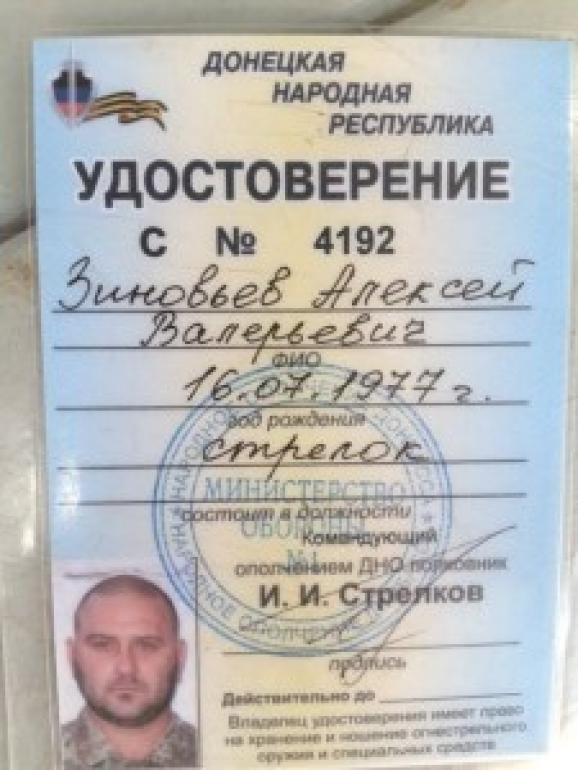 ДОНЕЦКАЯ
НАРОДНАЯ
РЕСПУБЛИКА
УДОСТОВЕРЕНИЕ
С № 4192
Зиновьев Алексей
Валерьевич
ФИО
16.07.1977 г.
год рождения
стрелок
состоит в должности
МИНИСТЕРСТВО
ОБОРОНЫ
№1
Командующий
ополчением ДНО полковник
И. И. Стрелков
подпись
Действительно до
Владелец удостоверения имеет право
на хранение и ношение огнестрельного
оружия и специальных средств